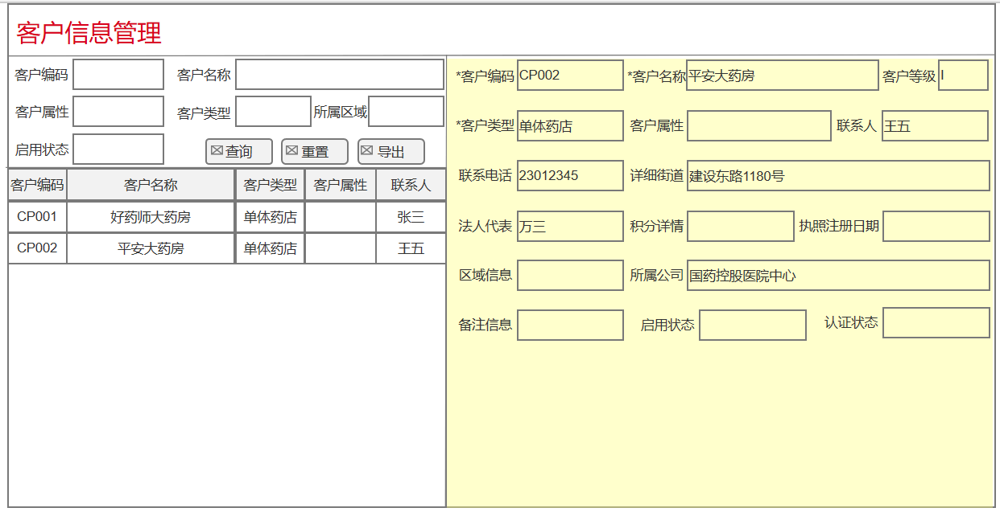 客户信息管理
客户编码 客户名称
客户属性 客户类型 所属区域
启用状态 查询 重置 导出
客户编码 客户名称 客户类型 客户属性 联系人
CP001 好药师大药房 单体药店 张三
CP002 平安大药房 单体药店 王五
*客户编码 CP002 *客户名称 平安大药房 客户等级 I
*客户类型 单体药店 客户属性 联系人 王五
联系电话 23012345 详细街道 建设东路1180号
法人代表 万三 积分详情 执照注册日期
区域信息 所属公司 国药控股医院中心
备注信息 启用状态 认证状态